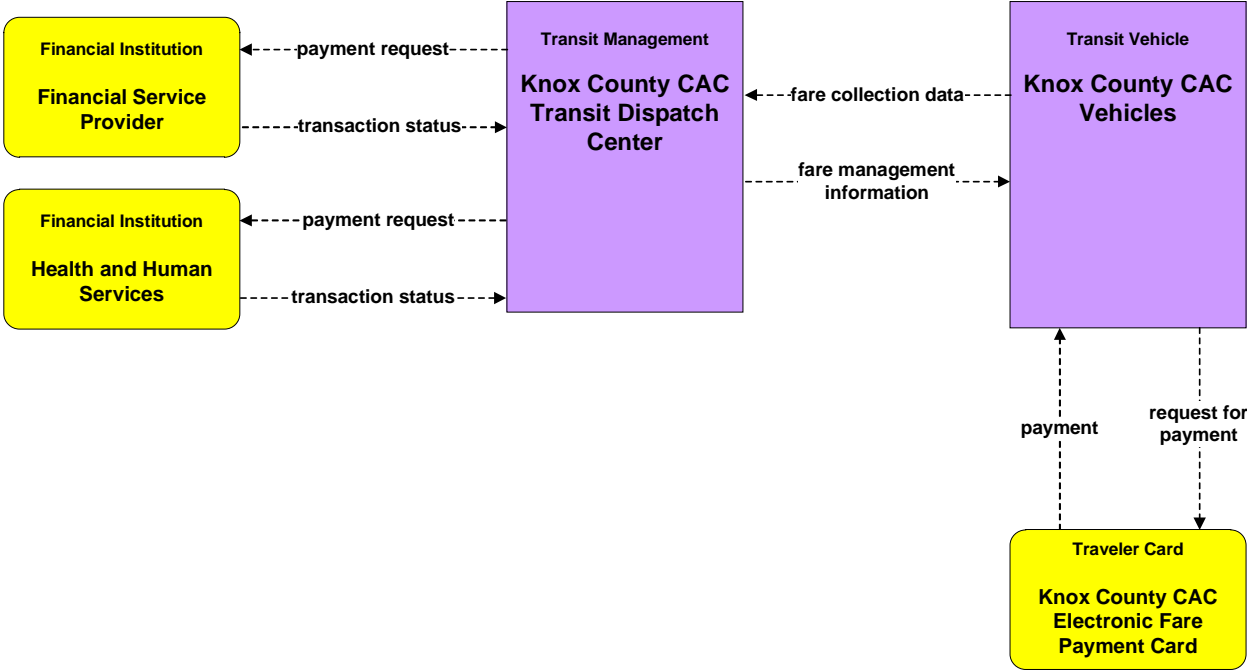 Financial Institution
Financial Service
Provider
payment request
transaction status
Financial Institution
Health and Human
Services
payment request
transaction status
Transit Management
Knox County CAC
Transit Dispatch
Center
fare collection data
fare management
information
Transit Vehicle
Knox County CAC
Vehicles
payment
request for
payment
Traveler Card
Knox County CAC
Electronic Fare
Payment Card